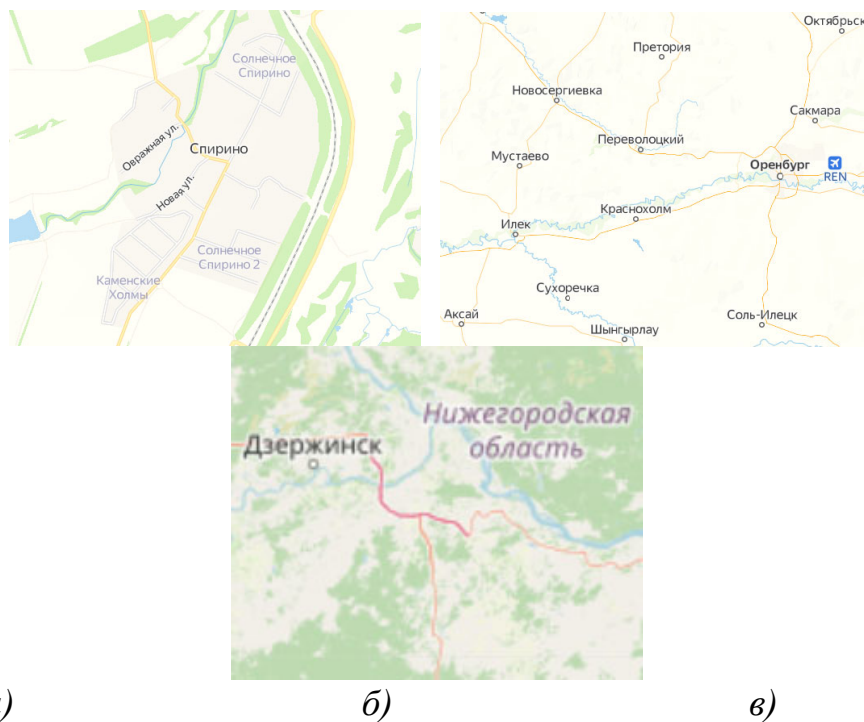 Солнечное
Спирино
Овражная ул.
Спирино
Новая ул.
Солнечное
Спирино 2
Каменские
Холмы
Октябрьск
Претория
Новосергиевка
Сакмара
Переволоцкий
Мустаево
Оренбург
REN
Краснохолм
Илек
Сухоречка
Аксай
Шынгырлау
Соль-Илецк
Нижегородская
область
Дзержинск
) б) в)